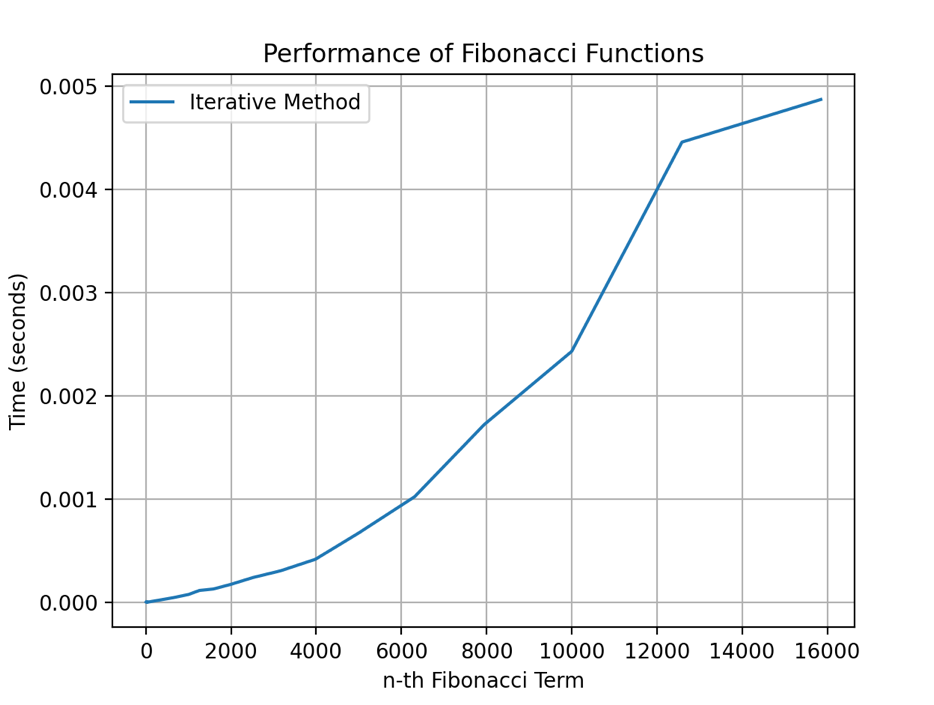 Performance of Fibonacci Functions
Iterative Method
Time (seconds)
0.005
0.004
0.003
0.002
0.001
0.000
0 2000 4000 6000 8000 10000 12000 14000 16000
n-th Fibonacci Term